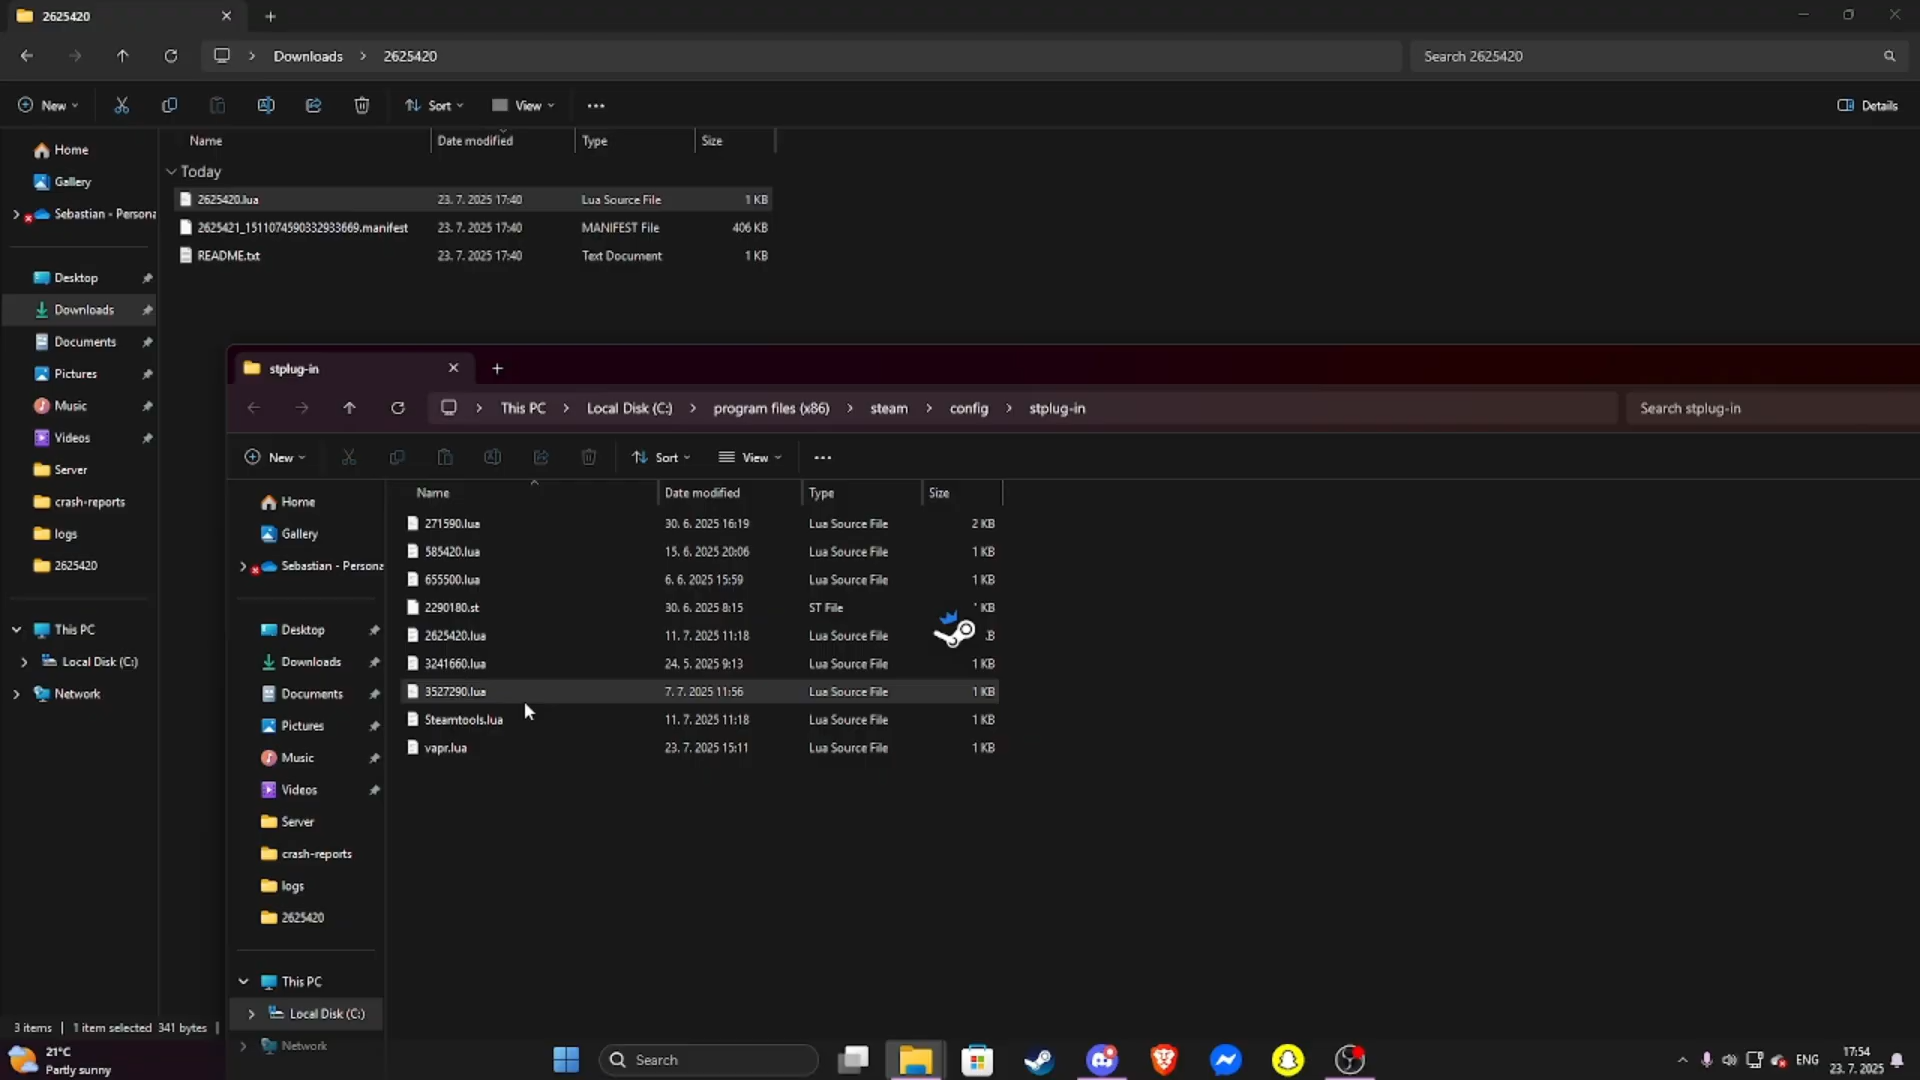 2625420
Downloads
2625420
Search 2625420
New
Sort
View
Details
Name
Date modified
Type
Size
Home
Gallery
Sebastian - Persona
Desktop
Downloads
Documents
Pictures
Music
Videos
Server
crash-reports
logs
2625420
This PC
Local Disk (C:)
Network
Today
2625420.lua 23. 7. 2025 17:40 Lua Source File 1 KB
2625421_1511074590332933669.manifest 23. 7. 2025 17:40 MANIFEST File 406 KB
README.txt 23. 7. 2025 17:40 Text Document 1 KB
stplug-in
This PC
Local Disk (C:)
program files (x86)
steam
config
stplug-in
Search stplug-in
New
Sort
View
Name
Date modified
Type
Size
Home
Gallery
Sebastian - Persona
Desktop
Downloads
Documents
Pictures
Music
Videos
Server
crash-reports
logs
2625420
This PC
Local Disk (C:)
Network
271590.lua 30. 6. 2025 16:19 Lua Source File 2 KB
585420.lua 15. 6. 2025 20:06 Lua Source File 1 KB
655500.lua 6. 6. 2025 15:59 Lua Source File 1 KB
2290180.st 30. 6. 2025 8:15 ST File KB
2625420.lua 11. 7. 2025 11:18 Lua Source File
3241660.lua 24. 5. 2025 9:13 Lua Source File 1 KB
3527290.lua 7. 7. 2025 11:56 Lua Source File 1 KB
Steamtools.lua 11. 7. 2025 11:18 Lua Source File 1 KB
vapr.lua 23. 7. 2025 15:11 Lua Source File 1 KB
3 items 1 item selected 341 bytes
21°C
Partly sunny
Search
ENG
17:54
23. 7. 2025